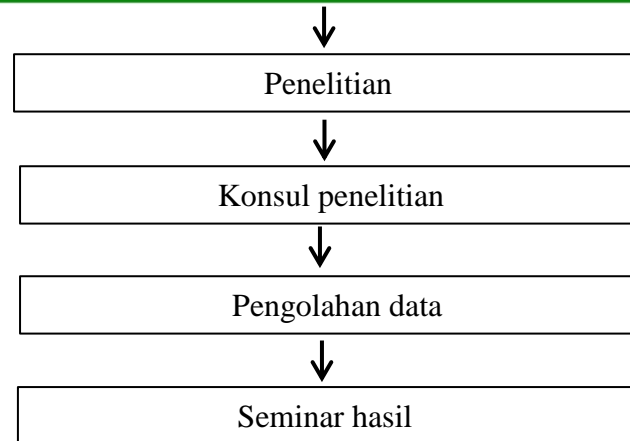 Penelitian
Konsul penelitian
Pengolahan data
Seminar hasil